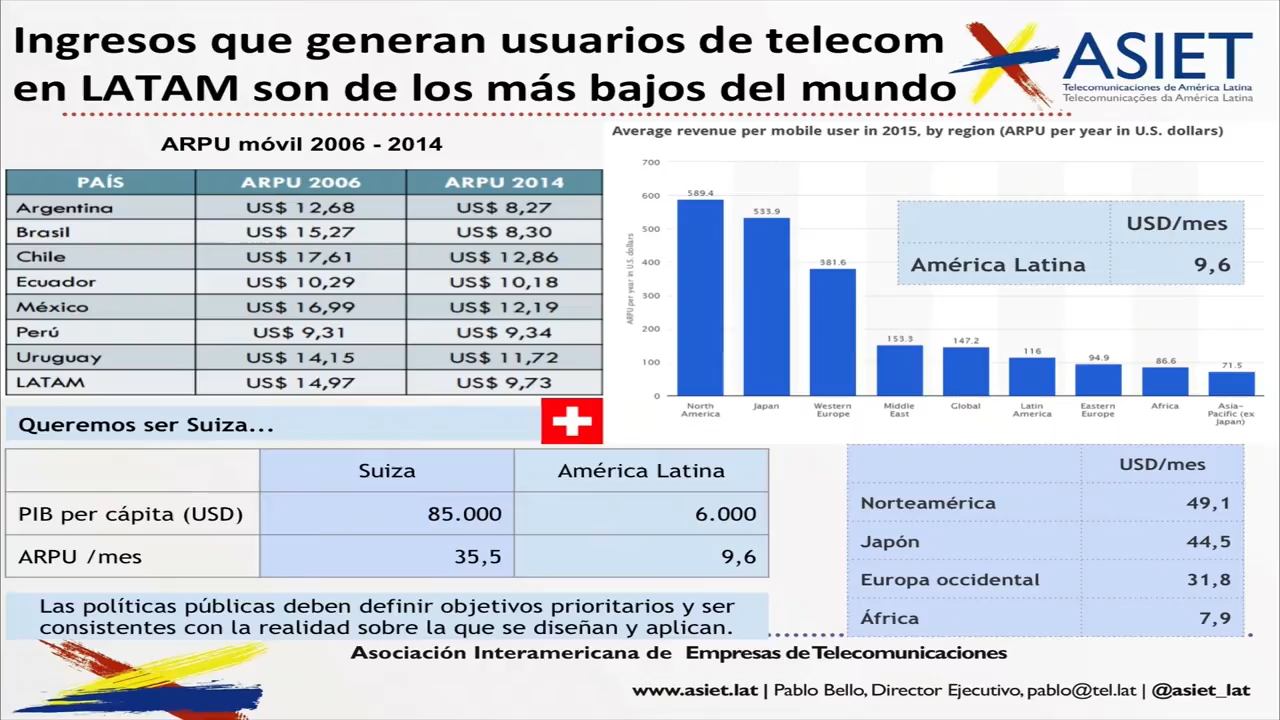 Ingresos que generan usuarios de telecom
en LATAM son de los más bajos del mundo
ASIET
Telecomunicaciones de América Latina
Telecomunicações da América Latina
ARPU móvil 2006 - 2014
PAÍS ARPU 2006 ARPU 2014
Argentina US$ 12,68 US$ 8,27
Brasil US$ 15,27 US$ 8,30
Chile US$ 17,61 US$ 12,86
Ecuador US$ 10,29 US$ 10,18
México US$ 16,99 US$ 12,19
Perú US$ 9,31 US$ 9,34
Uruguay US$ 14,15 US$ 11,72
LATAM US$ 14,97 US$ 9,73
Average revenue per mobile user in 2015, by region (ARPU per year in U.S. dollars)
ARPU per year in U.S. dollars
700
600
500
400
300
200
100
0
589.4
533.9
381.6
153.3
147.2
116
94.9
86.6
71.5
North America
Japan
Western Europe
Middle East
Global
Latin America
Eastern Europe
Africa
Asia-Pacific (ex Japan)
USD/mes
América Latina 9,6
Queremos ser Suiza...
Suiza América Latina
PIB per cápita (USD) 85.000 6.000
ARPU /mes 35,5 9,6
USD/mes
Norteamérica 49,1
Japón 44,5
Europa occidental 31,8
África 7,9
Las políticas públicas deben definir objetivos prioritarios y ser
consistentes con la realidad sobre la que se diseñan y aplican.
Asociación Interamericana de Empresas de Telecomunicaciones
www.asiet.lat | Pablo Bello, Director Ejecutivo, pablo@tel.lat | @asiet_lat